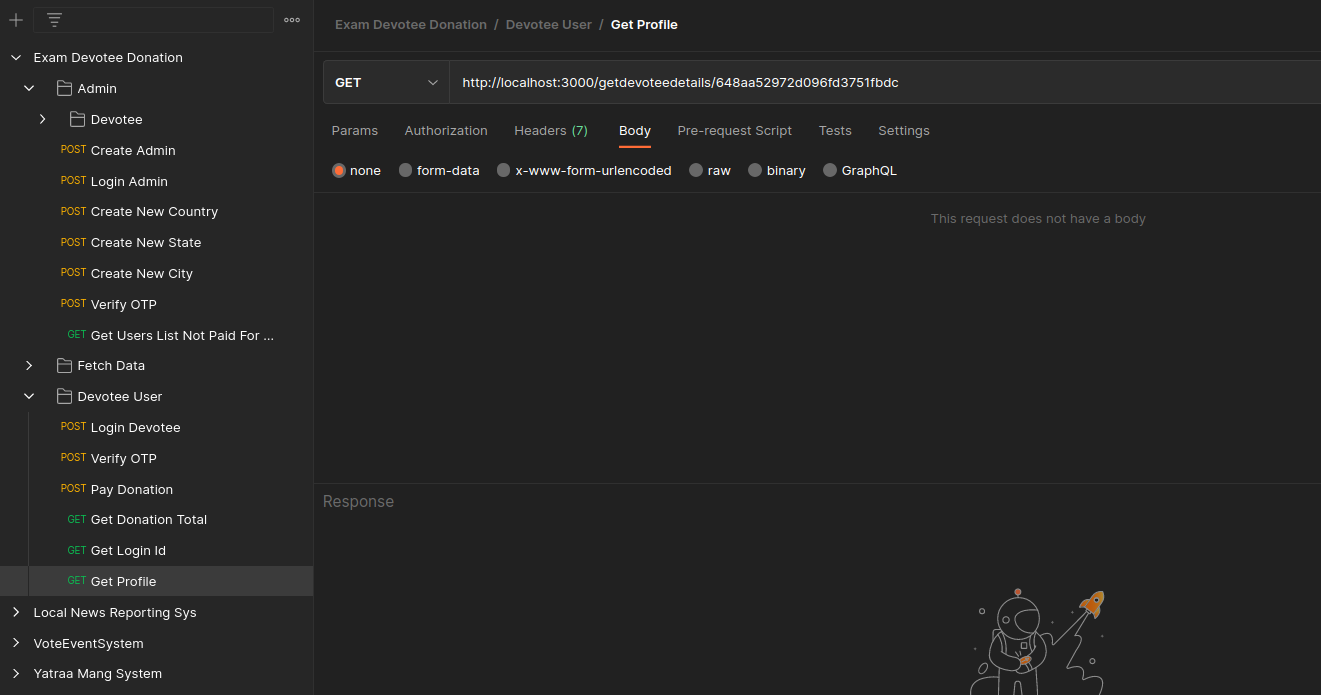 Exam Devotee Donation
Admin
Devotee
POST Create Admin
POST Login Admin
POST Create New Country
POST Create New State
POST Create New City
POST Verify OTP
GET Get Users List Not Paid For ...
Fetch Data
Devotee User
POST Login Devotee
POST Verify OTP
POST Pay Donation
GET Get Donation Total
GET Get Login Id
GET Get Profile
Local News Reporting Sys
VoteEventSystem
Yatraa Mang System
Exam Devotee Donation / Devotee User / Get Profile
GET http://localhost:3000/getdevoteedetails/648aa52972d096fd3751fbdc
Params Authorization Headers (7) Body Pre-request Script Tests Settings
none form-data x-www-form-urlencoded raw binary GraphQL
This request does not have a body
Response